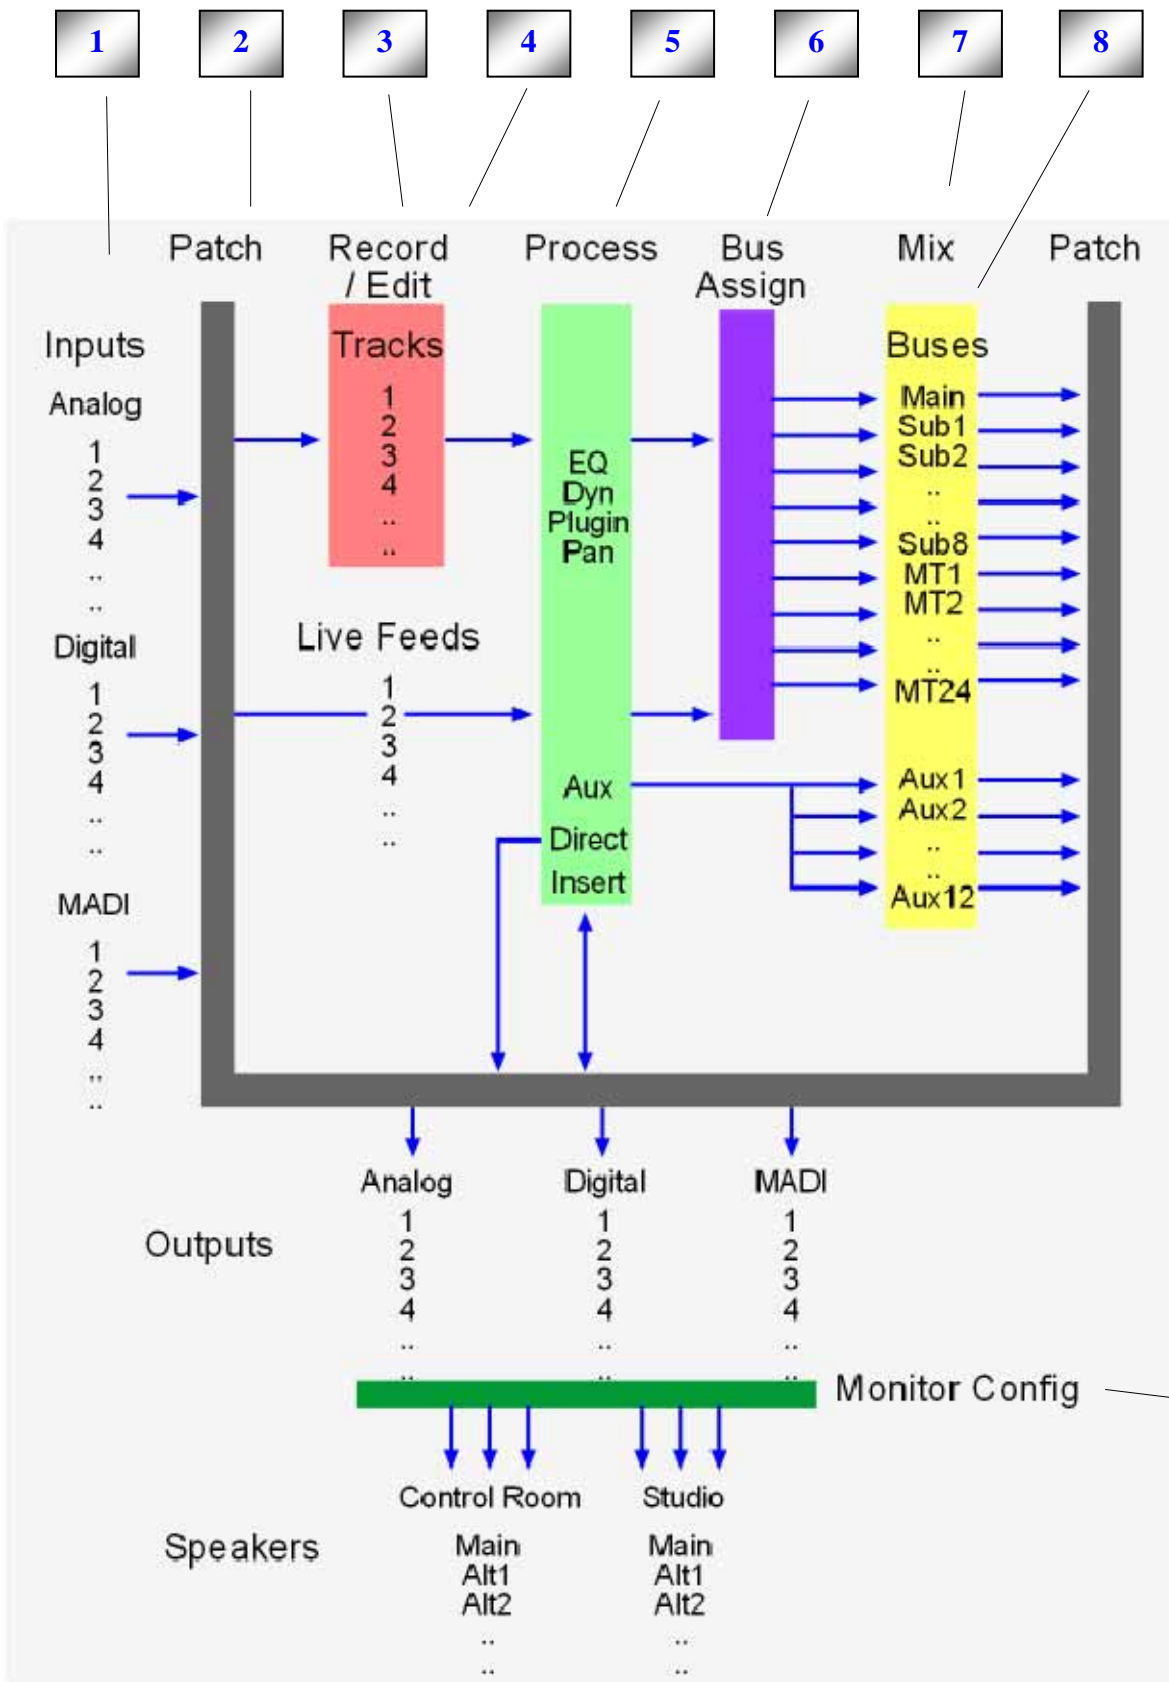 1 2 3 4 5 6 7 8
Patch Record / Edit Process Bus Assign Mix Patch
Inputs
Analog
1
2
3
4
..
..
Digital
1
2
3
4
..
..
MADI
1
2
3
4
..
..
Tracks
1
2
3
4
..
..
Live Feeds
1
2
3
4
..
..
EQ
Dyn
Plugin
Pan
Aux
Direct
Insert
Buses
Main
Sub1
Sub2
..
..
Sub8
MT1
MT2
..
..
MT24
Aux1
Aux2
..
..
Aux12
Outputs
Analog
1
2
3
4
..
..
Digital
1
2
3
4
..
..
MADI
1
2
3
4
..
..
Monitor Config
Speakers
Control Room
Main
Alt1
Alt2
..
..
Studio
Main
Alt1
Alt2
..
..